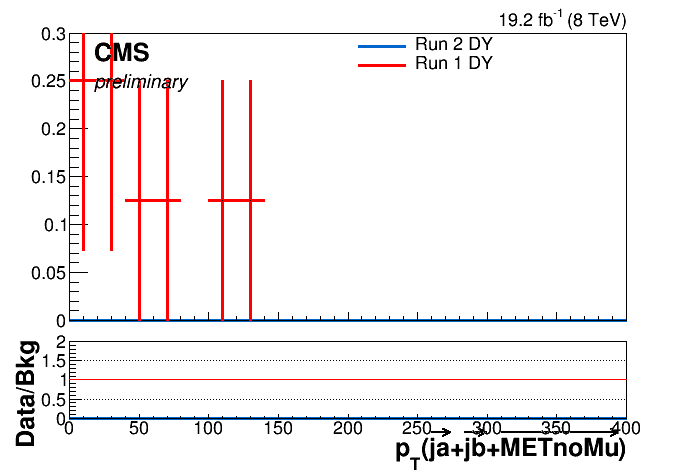 19.2 fb-1 (8 TeV)
CMS
preliminary
Run 2 DY
Run 1 DY
0.3
0.25
0.2
0.15
0.1
0.05
0
Data/Bkg
2
1.5
1
0.5
0
0 50 100 150 200 250 300 350 400
pT(ja+jb+METnoMu)